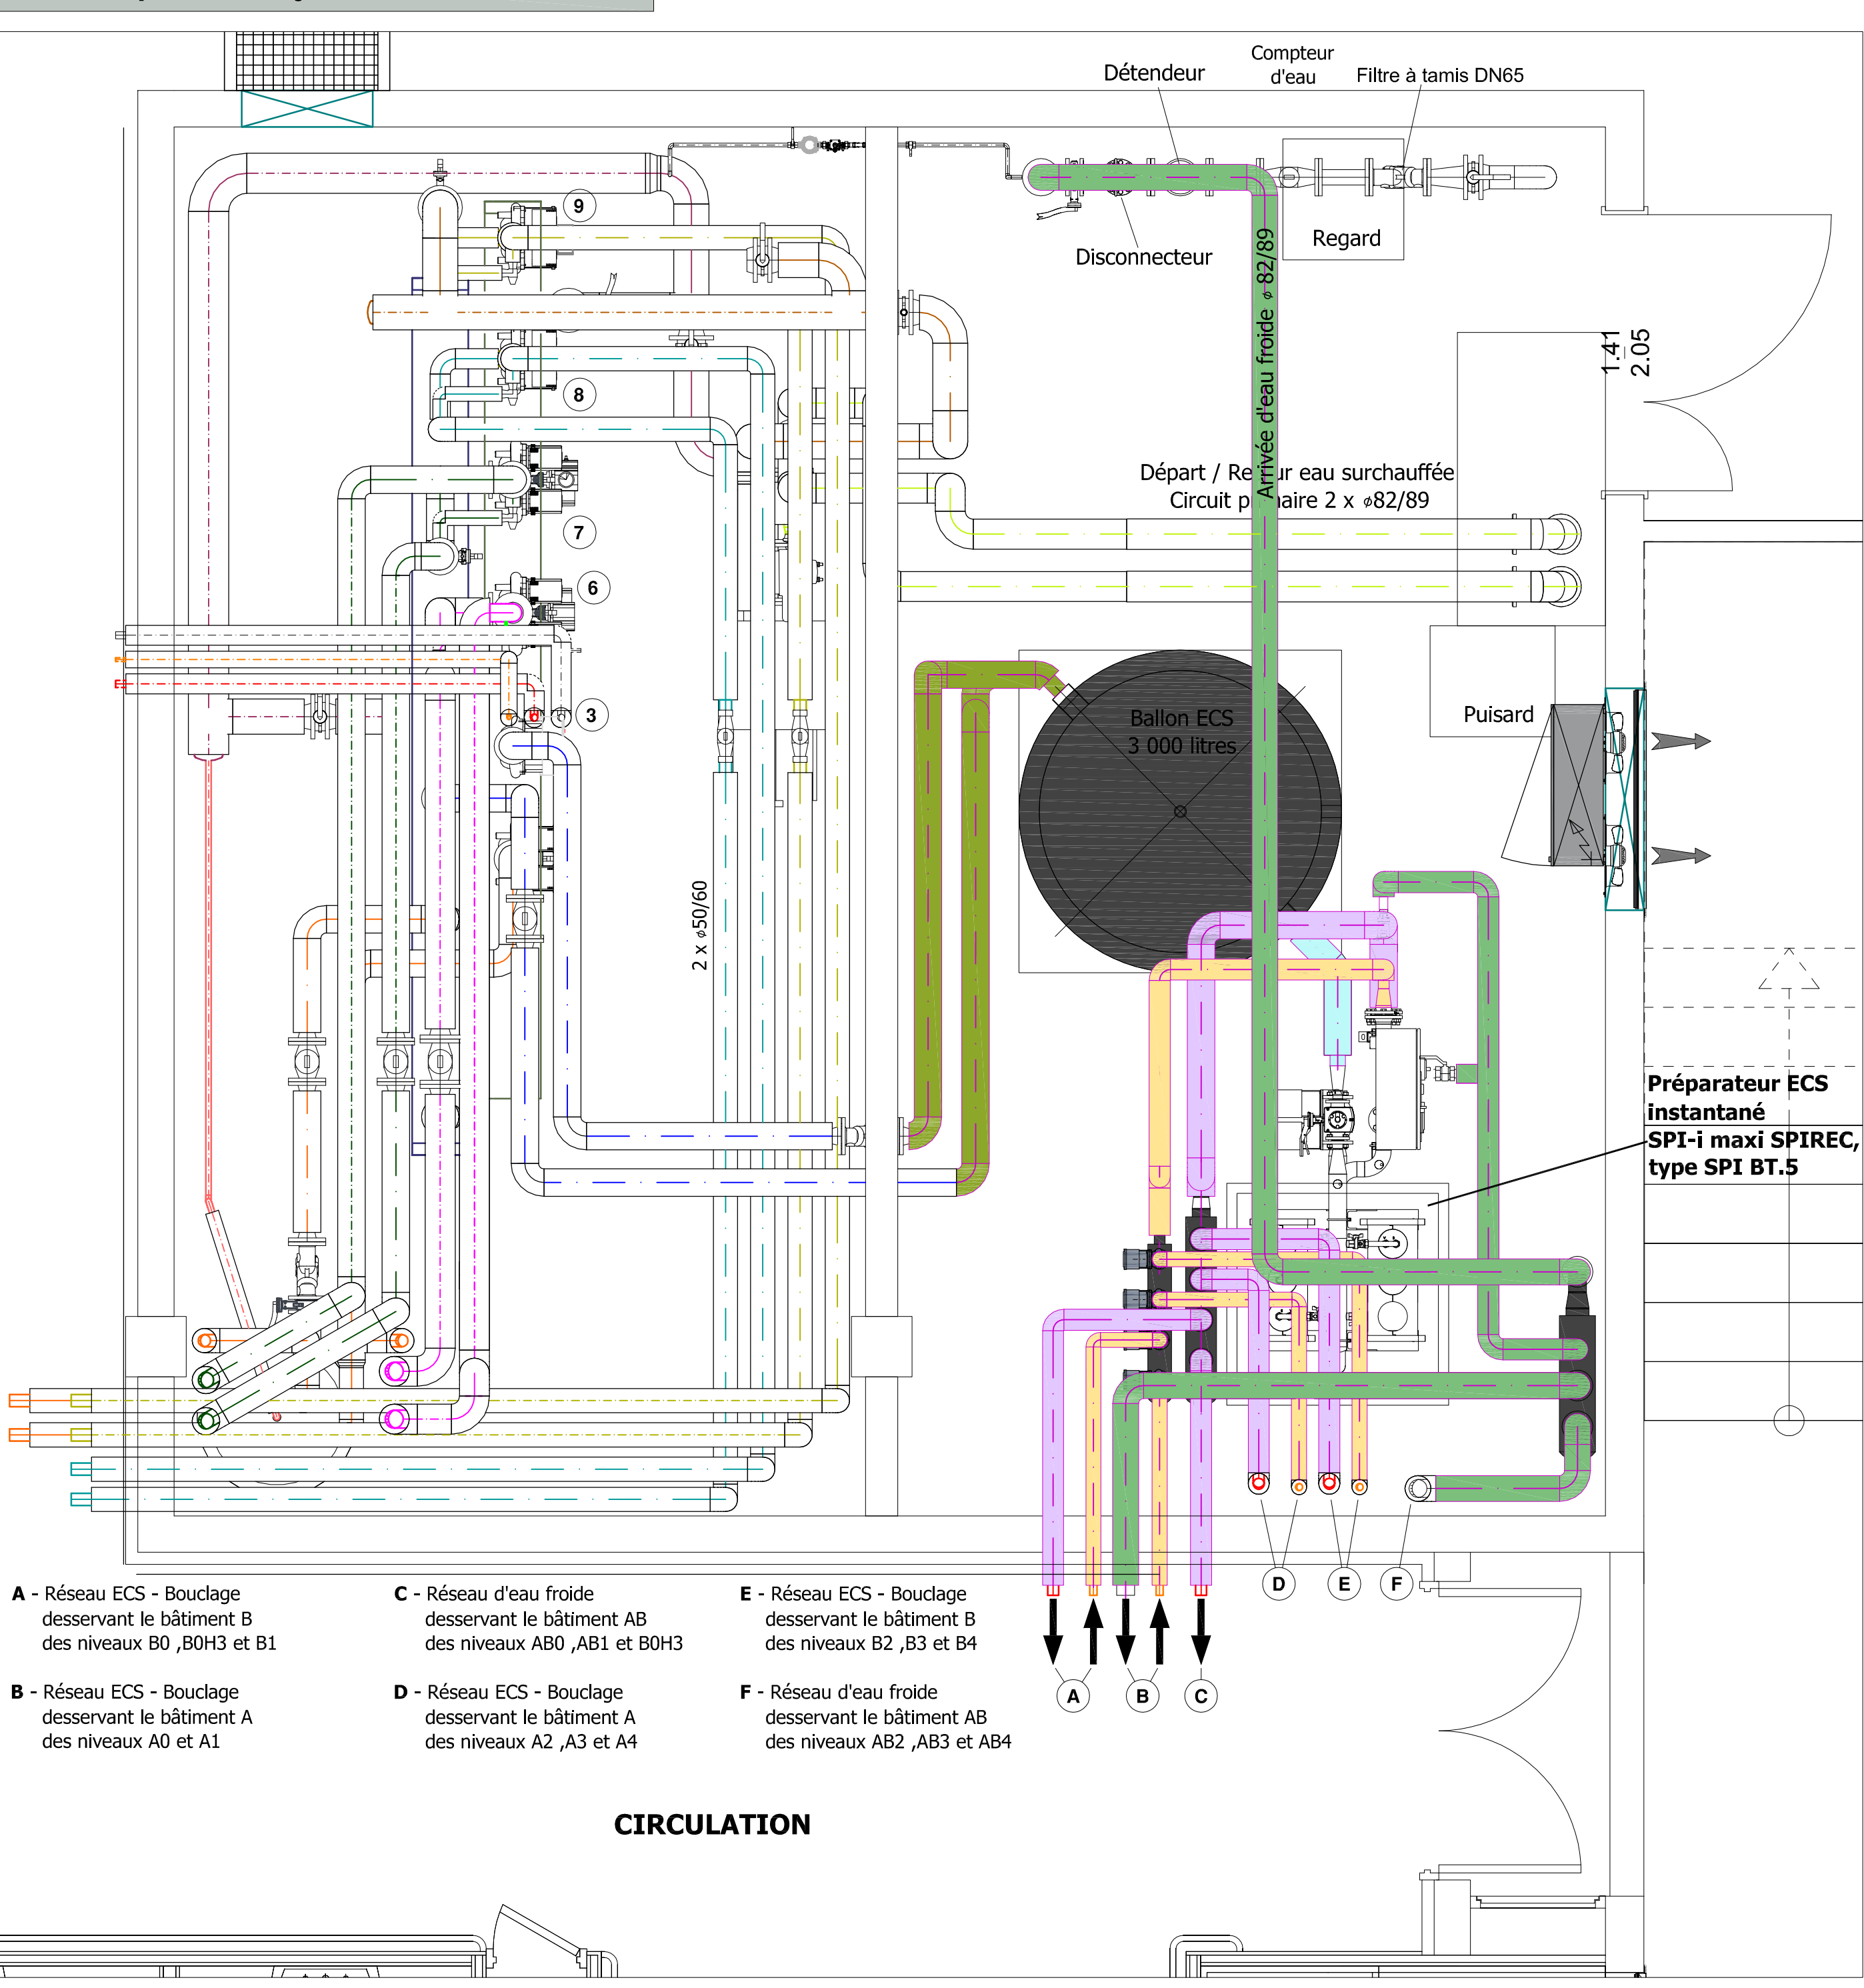 Compteur
d'eau
Détendeur
Filtre à tamis DN65
9
Regard
Disconnecteur
Arrivée d'eau froide ⌀ 82/89
1.41
2.05
8
Départ / Retour eau surchauffée
Circuit primaire 2 x ⌀82/89
7
6
3
Ballon ECS
3 000 litres
Puisard
2 x ⌀50/60
Préparateur ECS
instantané
SPI-i maxi SPIREC,
type SPI BT.5
D
E
F
A
B
C
A - Réseau ECS - Bouclage
desservant le bâtiment B
des niveaux B0 ,B0H3 et B1
B - Réseau ECS - Bouclage
desservant le bâtiment A
des niveaux A0 et A1
C - Réseau d'eau froide
desservant le bâtiment AB
des niveaux AB0 ,AB1 et B0H3
D - Réseau ECS - Bouclage
desservant le bâtiment A
des niveaux A2 ,A3 et A4
E - Réseau ECS - Bouclage
desservant le bâtiment B
des niveaux B2 ,B3 et B4
F - Réseau d'eau froide
desservant le bâtiment AB
des niveaux AB2 ,AB3 et AB4
CIRCULATION